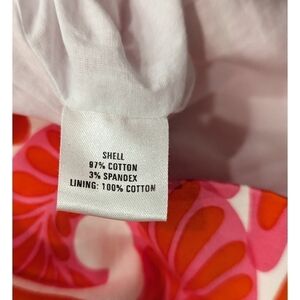 SHELL
97% COTTON
3% SPANDEX
LINING: 100% COTTON